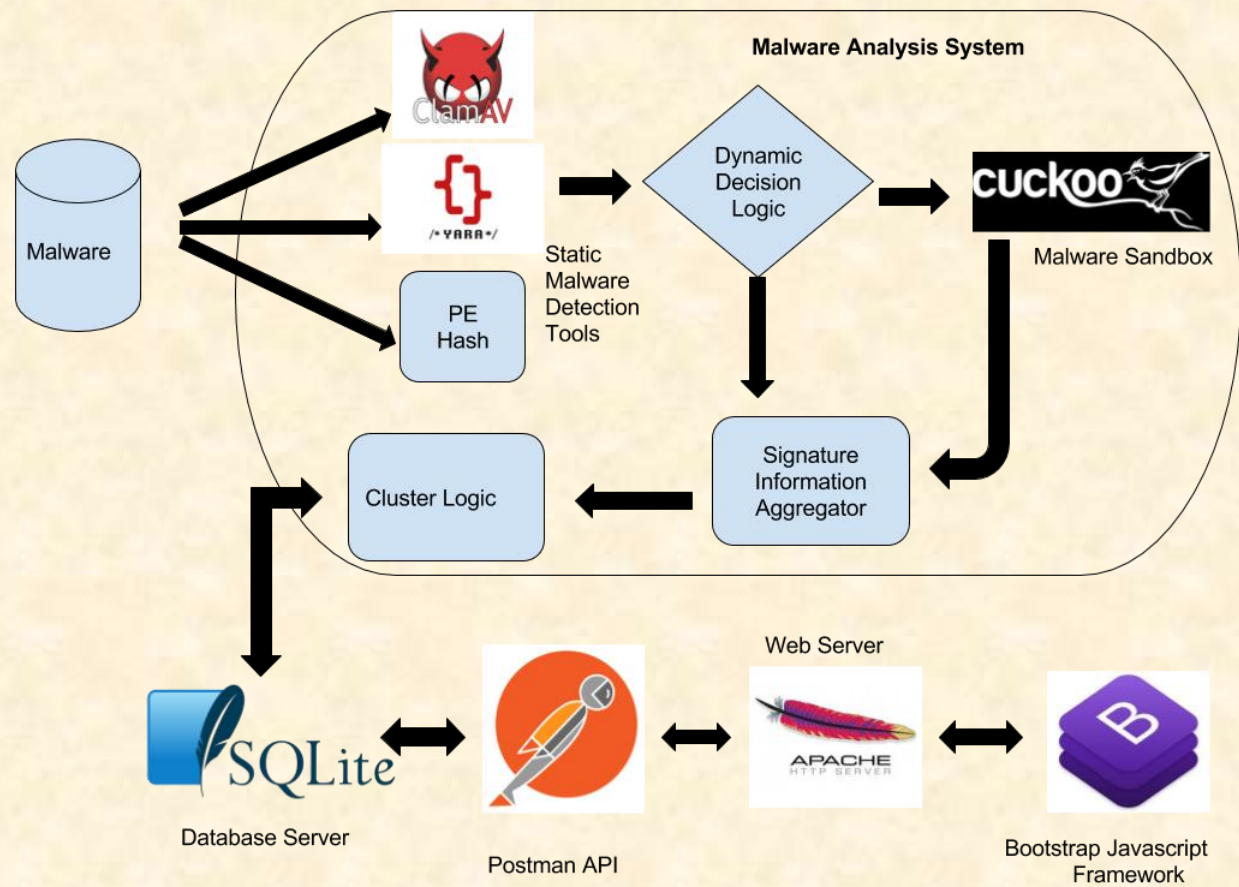 Malware Analysis System
ClamAV
Malware
/* YARA */
Static
Malware
Detection
Tools
PE
Hash
Dynamic
Decision
Logic
cuckoo
Malware Sandbox
Signature
Information
Aggregator
Cluster Logic
SQLite
Database Server
Postman API
Web Server
APACHE
HTTP SERVER
B
Bootstrap Javascript
Framework